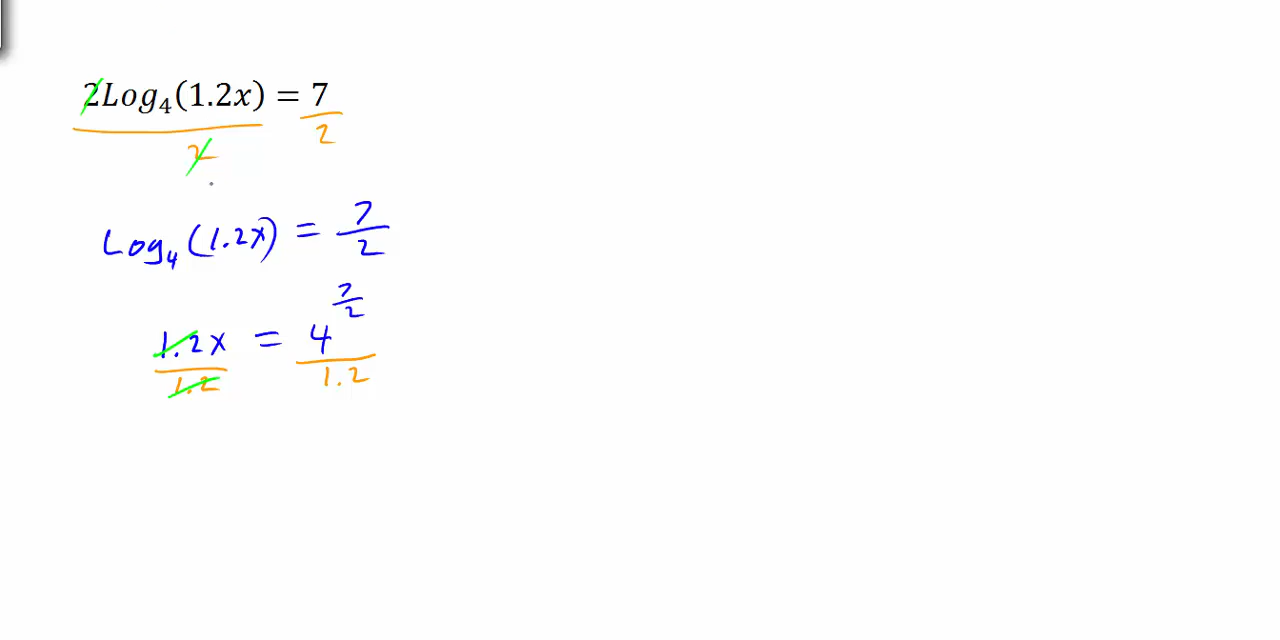 2Log₄(1.2x) = 7
2 2
Log₄(1.2x) = 7/2
1.2x = 4^(7/2)
1.2 1.2